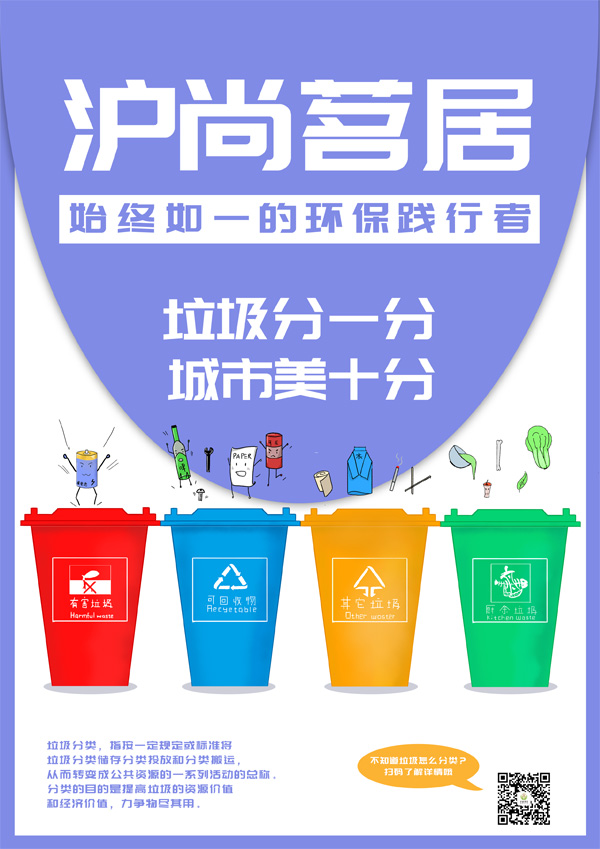 沪尚茗居
始终如一的环保践行者
垃圾分一分
城市美十分
PAPER
有害垃圾
Harmful waste
可回收物
Recyetable
其它垃圾
Other waster
厨余垃圾
Kitchen waste
垃圾分类，指按一定规定或标准将
垃圾分类储存分类投放和分类搬运，
从而转变成公共资源的一系列活动的总称．
分类的目的是提高垃圾的资源价值
和经济价值，力争物尽其用．
不知道垃圾怎么分类？
扫码了解详情哦